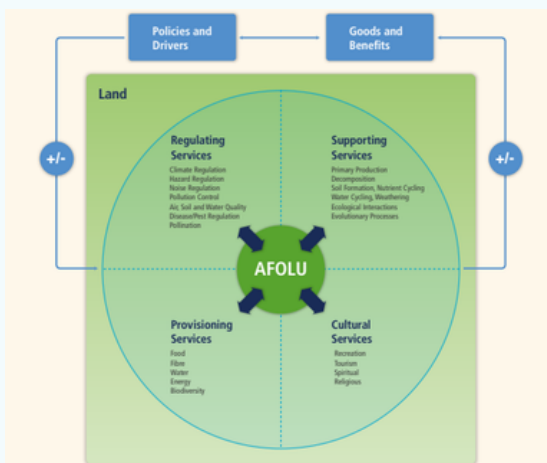 Policies and
Drivers
Goods and
Benefits
Land
+/-
+/-
Regulating
Services
Climate Regulation
Hazard Regulation
Noise Regulation
Pollution Control
Air, Soil and Water Quality
Disease/Pest Regulation
Pollination
Supporting
Services
Primary Production
Decomposition
Soil Formation, Nutrient Cycling
Water Cycling, Weathering
Ecological Interactions
Evolutionary Processes
AFOLU
Provisioning
Services
Food
Fibre
Water
Energy
Biodiversity
Cultural
Services
Recreation
Tourism
Spiritual
Religious